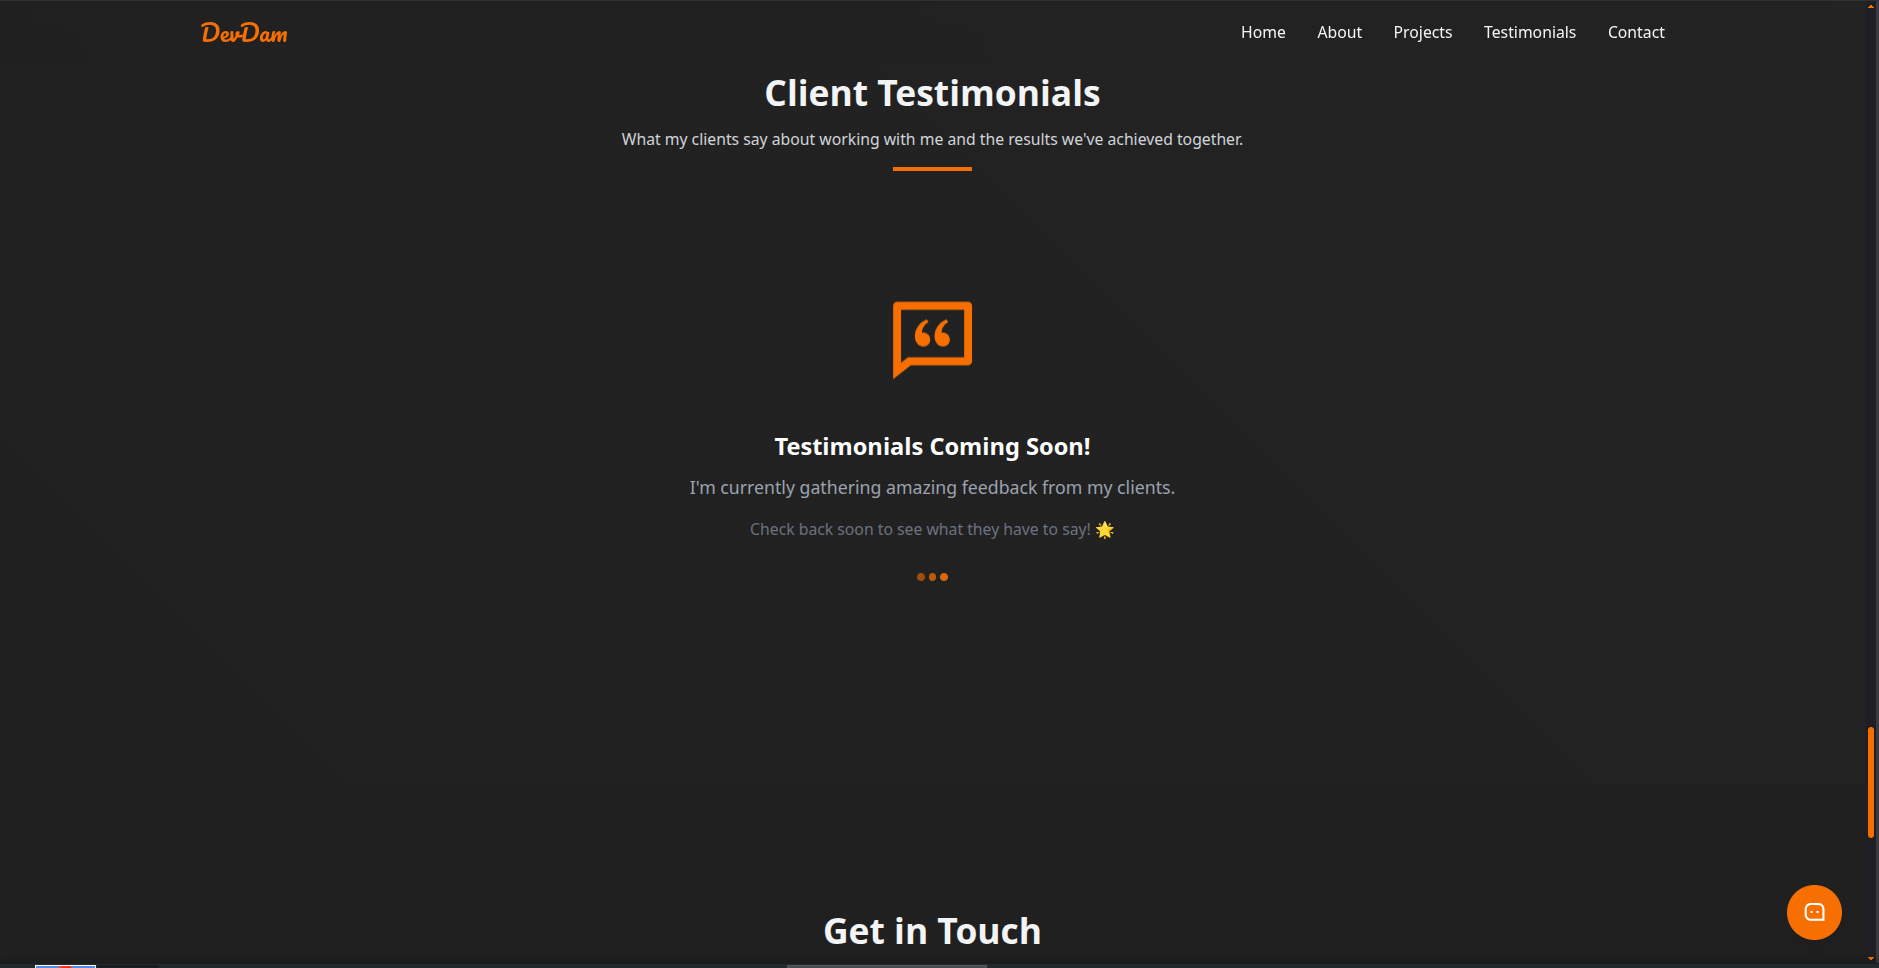 DevDam
Home About Projects Testimonials Contact
Client Testimonials
What my clients say about working with me and the results we've achieved together.
Testimonials Coming Soon!
I'm currently gathering amazing feedback from my clients.
Check back soon to see what they have to say! 🌟
Get in Touch